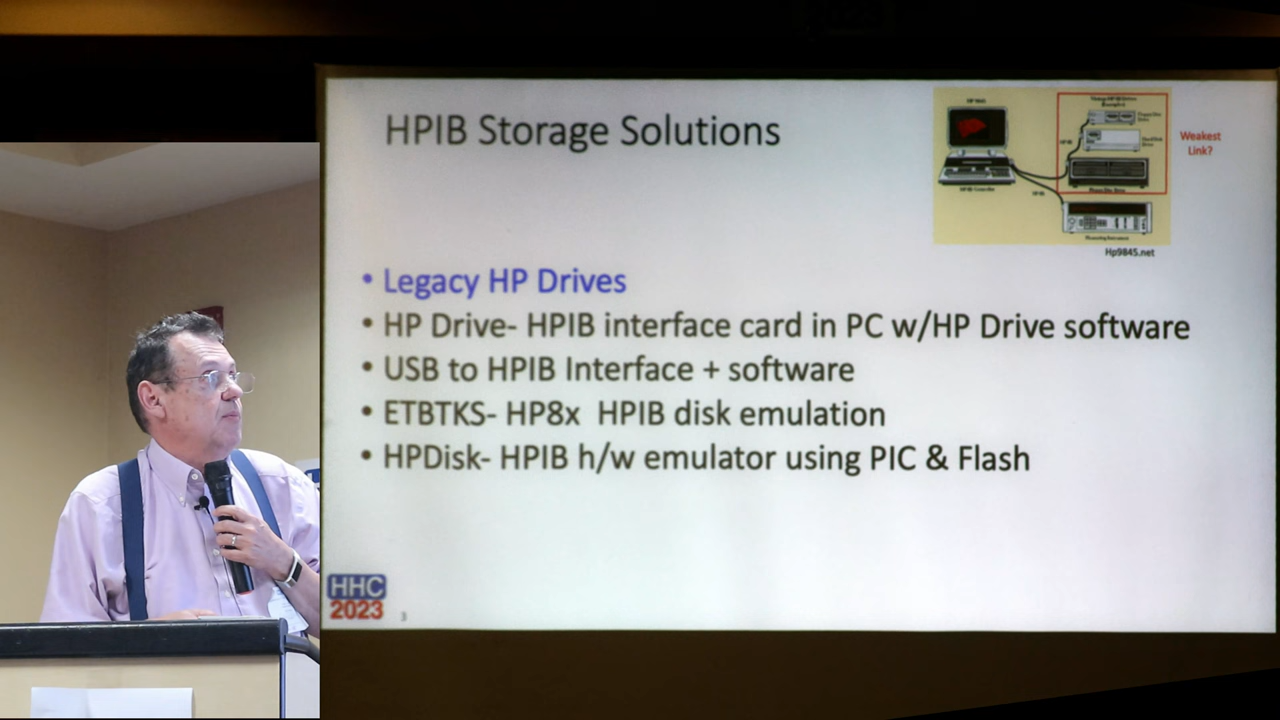 HPIB Storage Solutions
Weakest
Link?
Hp9845.net
• Legacy HP Drives
• HP Drive- HPIB interface card in PC w/HP Drive software
• USB to HPIB Interface + software
• ETBTKS- HP8x HPIB disk emulation
• HPDisk- HPIB h/w emulator using PIC & Flash
HHC
2023
3